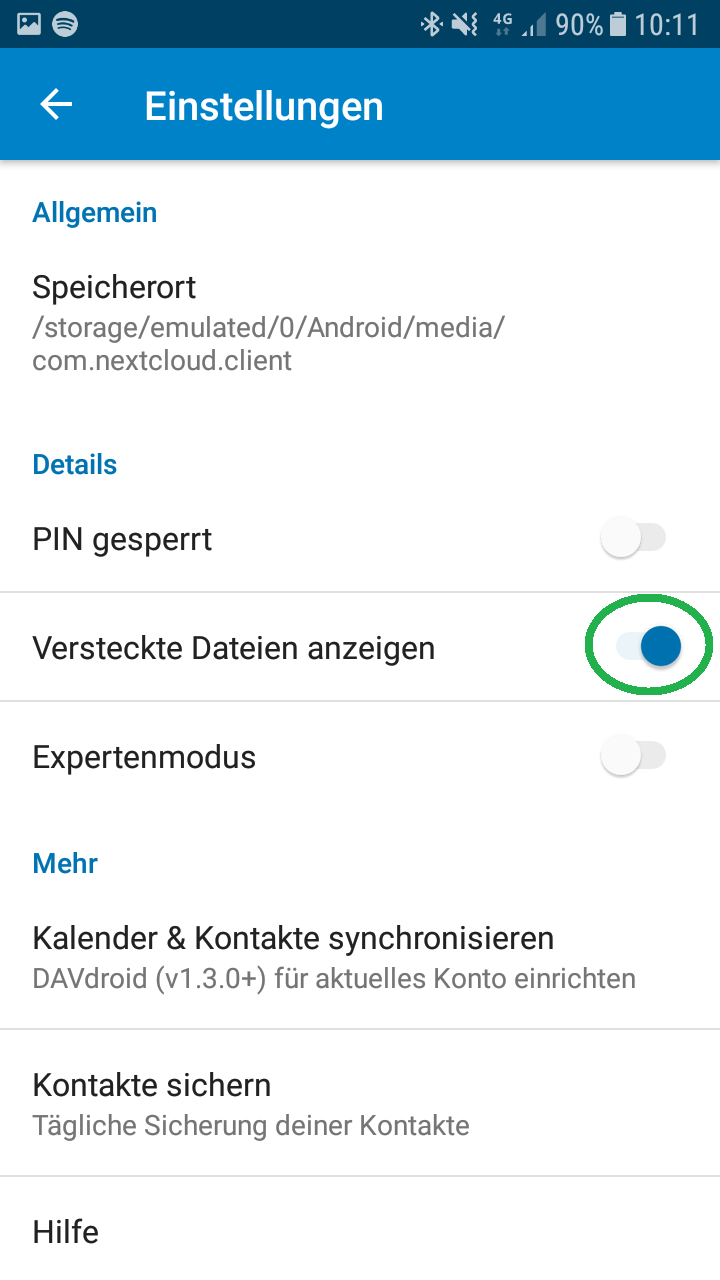 4G 90% 10:11
Einstellungen
Allgemein
Speicherort
/storage/emulated/0/Android/media/
com.nextcloud.client
Details
PIN gesperrt
Versteckte Dateien anzeigen
Expertenmodus
Mehr
Kalender & Kontakte synchronisieren
DAVdroid (v1.3.0+) für aktuelles Konto einrichten
Kontakte sichern
Tägliche Sicherung deiner Kontakte
Hilfe